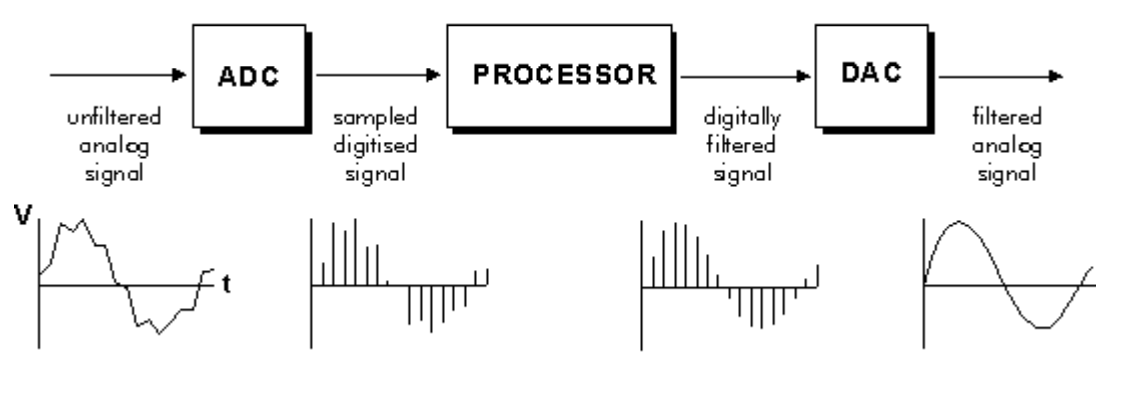 ADC
PROCESSOR
DAC
unfiltered
analog
signal
sampled
digitised
signal
digitally
filtered
signal
filtered
analog
signal
V
t